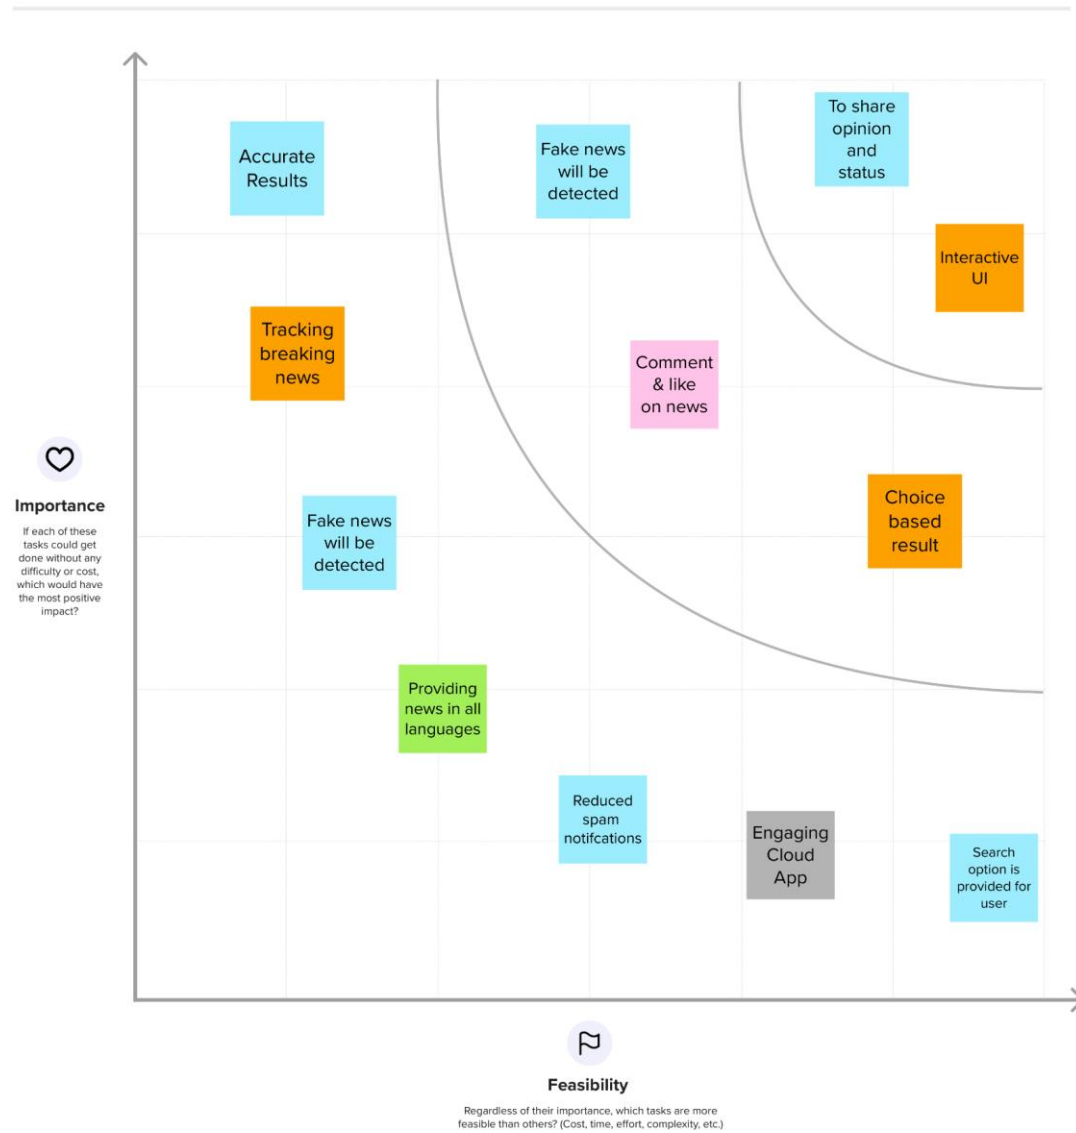 Accurate
Results
Fake news
will be
detected
To share
opinion
and
status
Interactive
UI
Tracking
breaking
news
Comment
& like
on news
Importance
If each of these
tasks could get
done without any
difficulty or cost,
which would have
the most positive
impact?
Fake news
will be
detected
Choice
based
result
Providing
news in all
languages
Reduced
spam
notifcations
Engaging
Cloud
App
Search
option is
provided for
user
Feasibility
Regardless of their importance, which tasks are more
feasible than others? (Cost, time, effort, complexity, etc.)